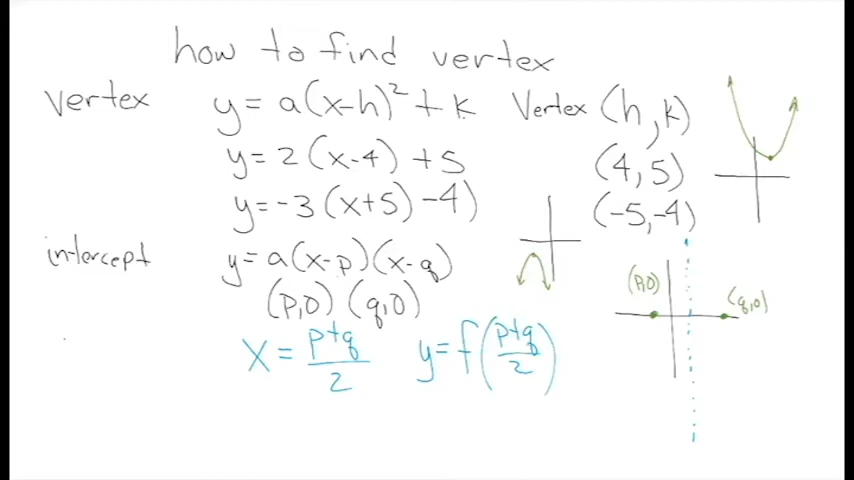 how to find vertex
vertex y = a(x-h)² + k Vertex (h,k)
y = 2(x-4) + 5 (4,5)
y = -3(x+5) -4) (-5,-4)
intercept y = a(x-p)(x-q)
(p,0) (q,0)
(p,0) (q,0)
x = p+q/2 y = f(p+q/2)